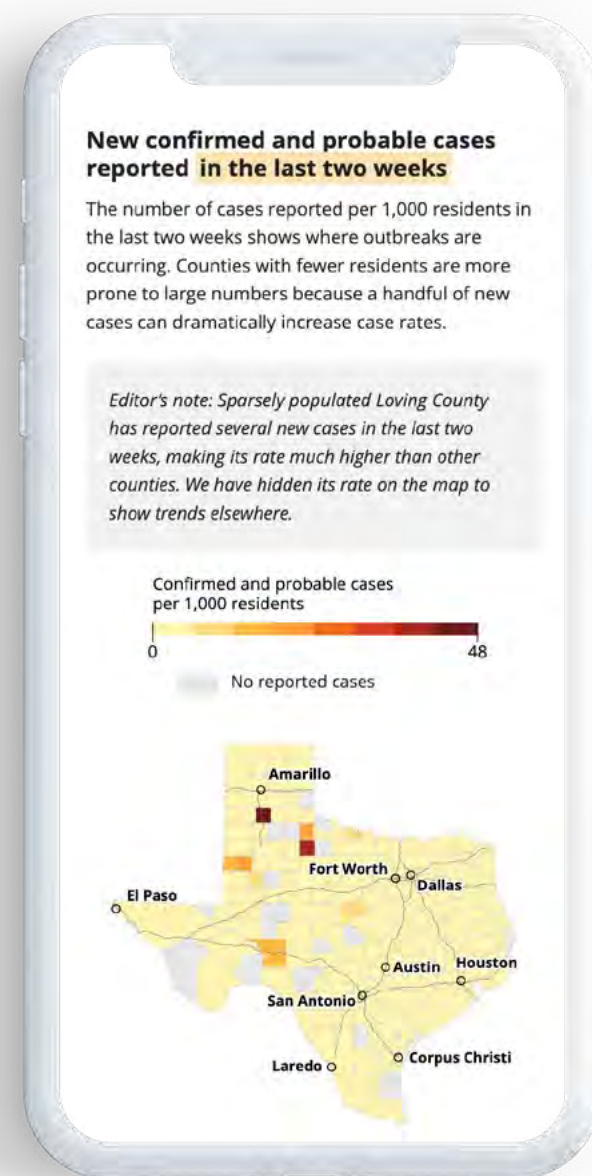 New confirmed and probable cases
reported in the last two weeks
The number of cases reported per 1,000 residents in
the last two weeks shows where outbreaks are
occurring. Counties with fewer residents are more
prone to large numbers because a handful of new
cases can dramatically increase case rates.
Editor's note: Sparsely populated Loving County
has reported several new cases in the last two
weeks, making its rate much higher than other
counties. We have hidden its rate on the map to
show trends elsewhere.
Confirmed and probable cases
per 1,000 residents
0 48
No reported cases
Amarillo
Fort Worth
Dallas
El Paso
Austin
Houston
San Antonio
Laredo
Corpus Christi